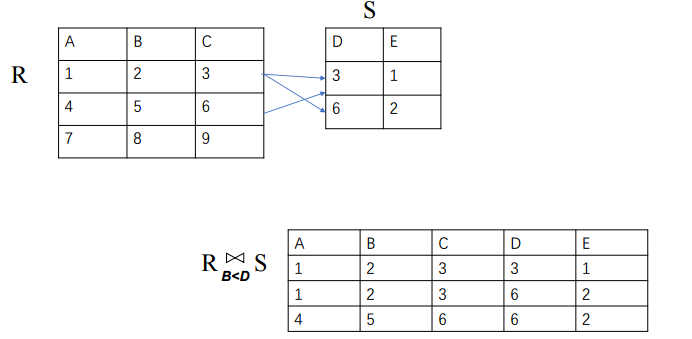 S
R
A B C
1 2 3
4 5 6
7 8 9
D E
3 1
6 2
R ⋈ S
B<D
A B C D E
1 2 3 3 1
1 2 3 6 2
4 5 6 6 2